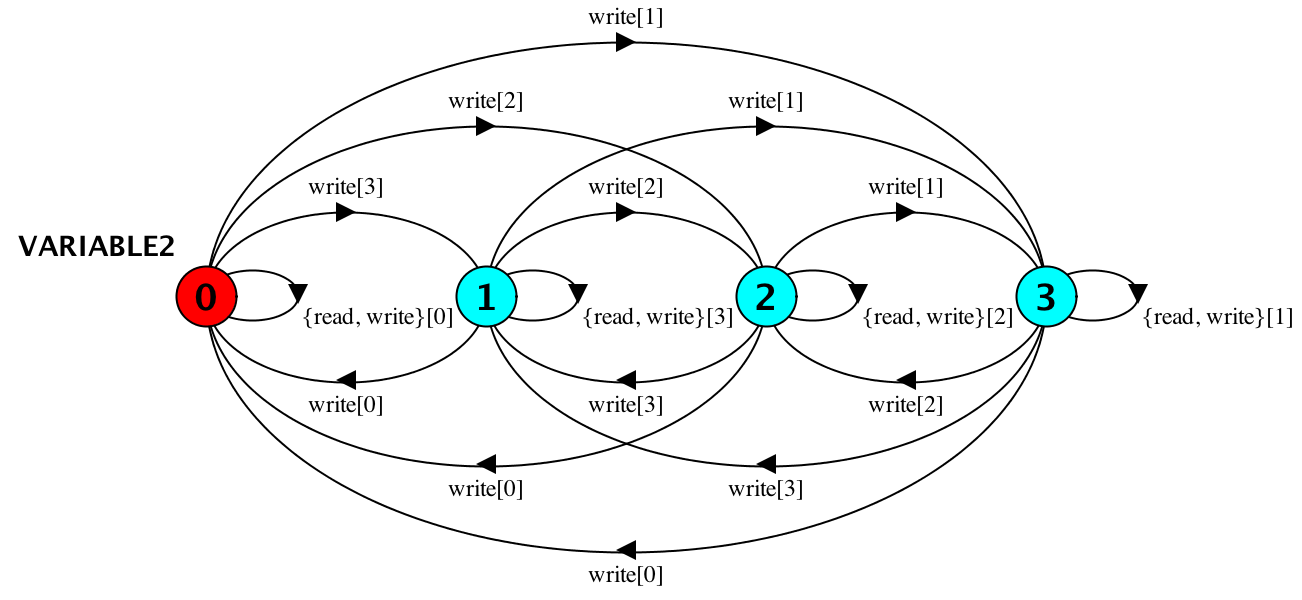 write[1]
write[2]
write[1]
write[3]
write[2]
write[1]
VARIABLE2
0
1
2
3
{read, write}[0]
{read, write}[3]
{read, write}[2]
{read, write}[1]
write[0]
write[3]
write[2]
write[0]
write[3]
write[0]